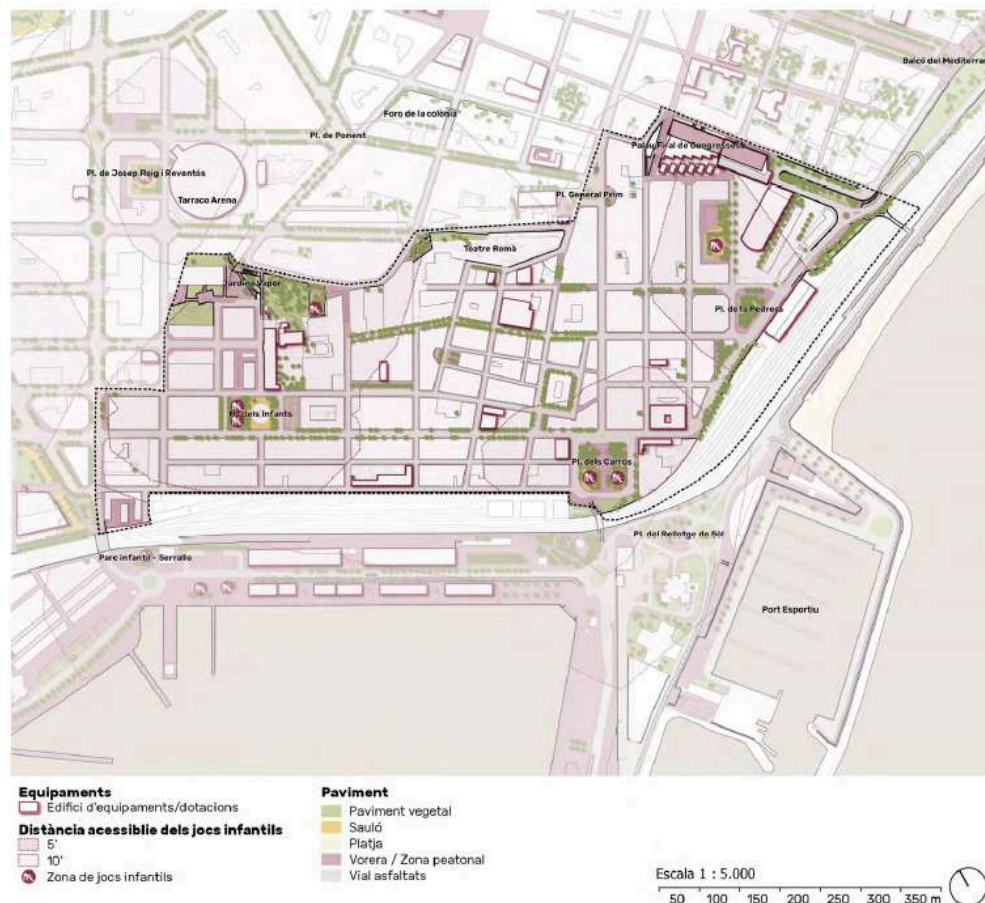 Balcó del Mediterran
Foro de la colònia
Pl. de Ponent
Palau Firal de Congressos
Pl. de Josep Roig i Reventós
Tarraco Arena
Pl. General Prim
Teatre Romà
Jardins Vapor
Pl. de la Pedrera
Pl. dels Infants
Pl. dels Carros
Pl. del Rellotge de Sol
Parc infantil - Serrallo
Port Esportiu
Equipaments
Edifici d'equipaments/dotacions
Distància acessiblie dels jocs infantils
5'
10'
Zona de jocs infantils
Paviment
Paviment vegetal
Sauló
Platja
Vorera / Zona peatonal
Vial asfaltats
Escala 1 : 5.000
50 100 150 200 250 300 350 m